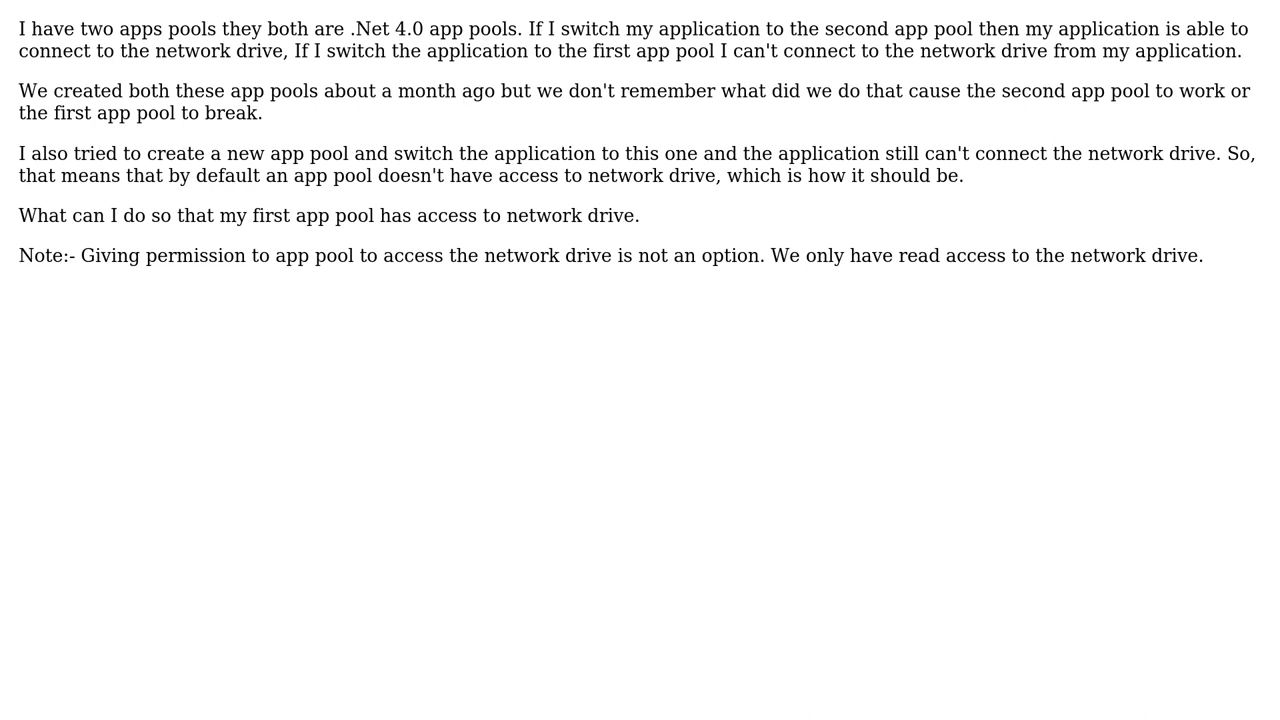 I have two apps pools they both are .Net 4.0 app pools. If I switch my application to the second app pool then my application is able to
connect to the network drive, If I switch the application to the first app pool I can't connect to the network drive from my application.
We created both these app pools about a month ago but we don't remember what did we do that cause the second app pool to work or
the first app pool to break.
I also tried to create a new app pool and switch the application to this one and the application still can't connect the network drive. So,
that means that by default an app pool doesn't have access to network drive, which is how it should be.
What can I do so that my first app pool has access to network drive.
Note:- Giving permission to app pool to access the network drive is not an option. We only have read access to the network drive.